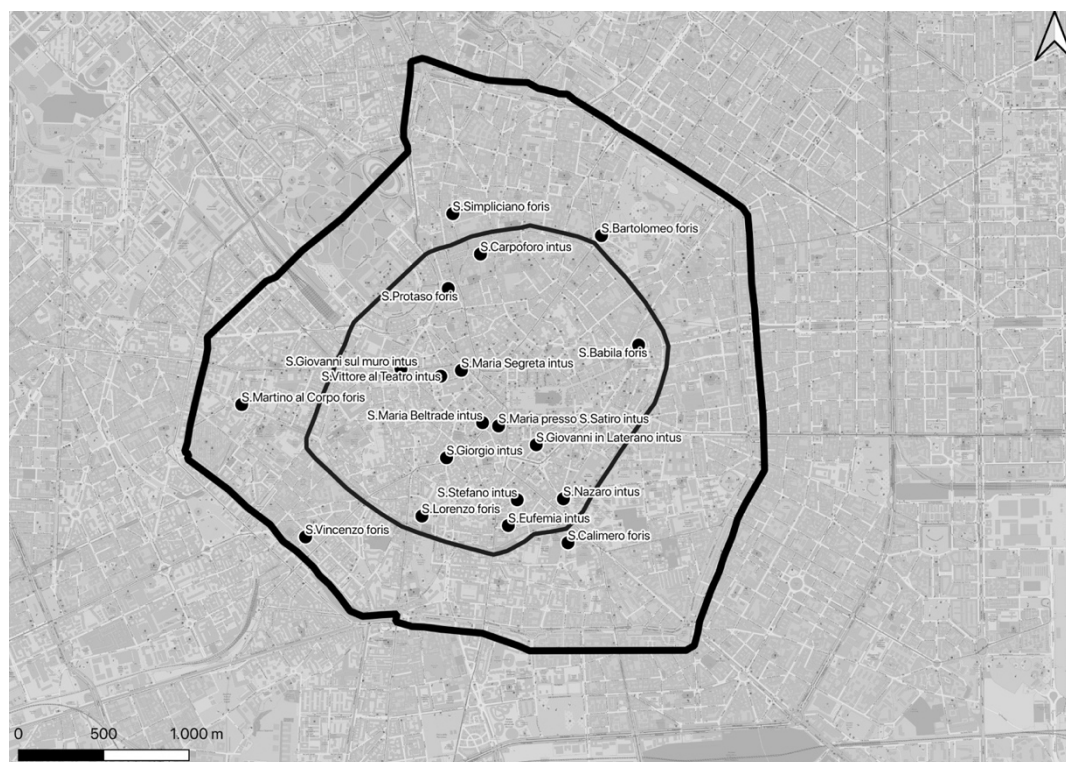 S.Simpliciano foris
S.Bartolomeo foris
S.Carpoforo intus
S.Protaso foris
S.Babila foris
S.Giovanni sul muro intus
S.Maria Segreta intus
S.Vittore al Teatro intus
S.Martino al Corpo foris
S.Maria Beltrade intus
S.Maria presso S.Satiro intus
S.Giovanni in Laterano intus
S.Giorgio intus
S.Stefano intus
S.Nazaro intus
S.Lorenzo foris
S.Eufemia intus
S.Vincenzo foris
S.Calimero foris
0 500 1.000 m